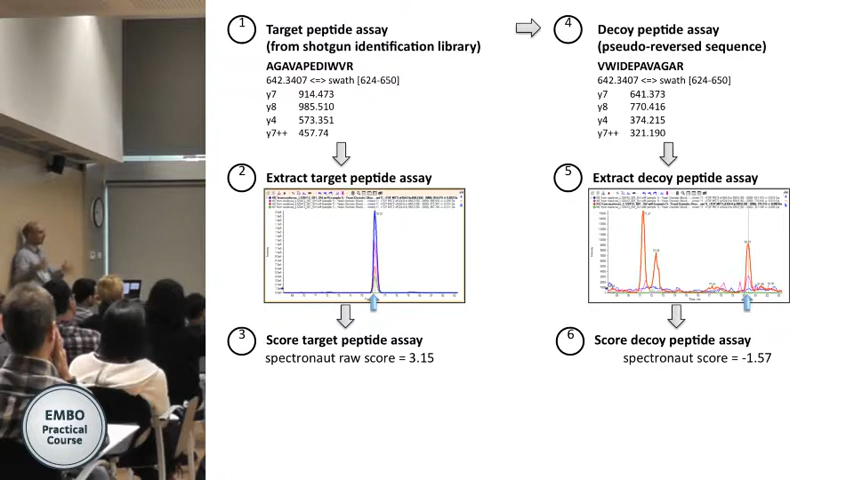 1
Target peptide assay
(from shotgun identification library)
AGAVAPEDIWVR
642.3407 <=> swath [624-650]
y7 914.473
y8 985.510
y4 573.351
y7++ 457.74
2
Extract target peptide assay
3
Score target peptide assay
spectronaut raw score = 3.15
4
Decoy peptide assay
(pseudo-reversed sequence)
VWIDEPAVAGAR
642.3407 <=> swath [624-650]
y7 641.373
y8 770.416
y4 374.215
y7++ 321.190
5
Extract decoy peptide assay
6
Score decoy peptide assay
spectronaut score = -1.57
EMBO
Practical
Course